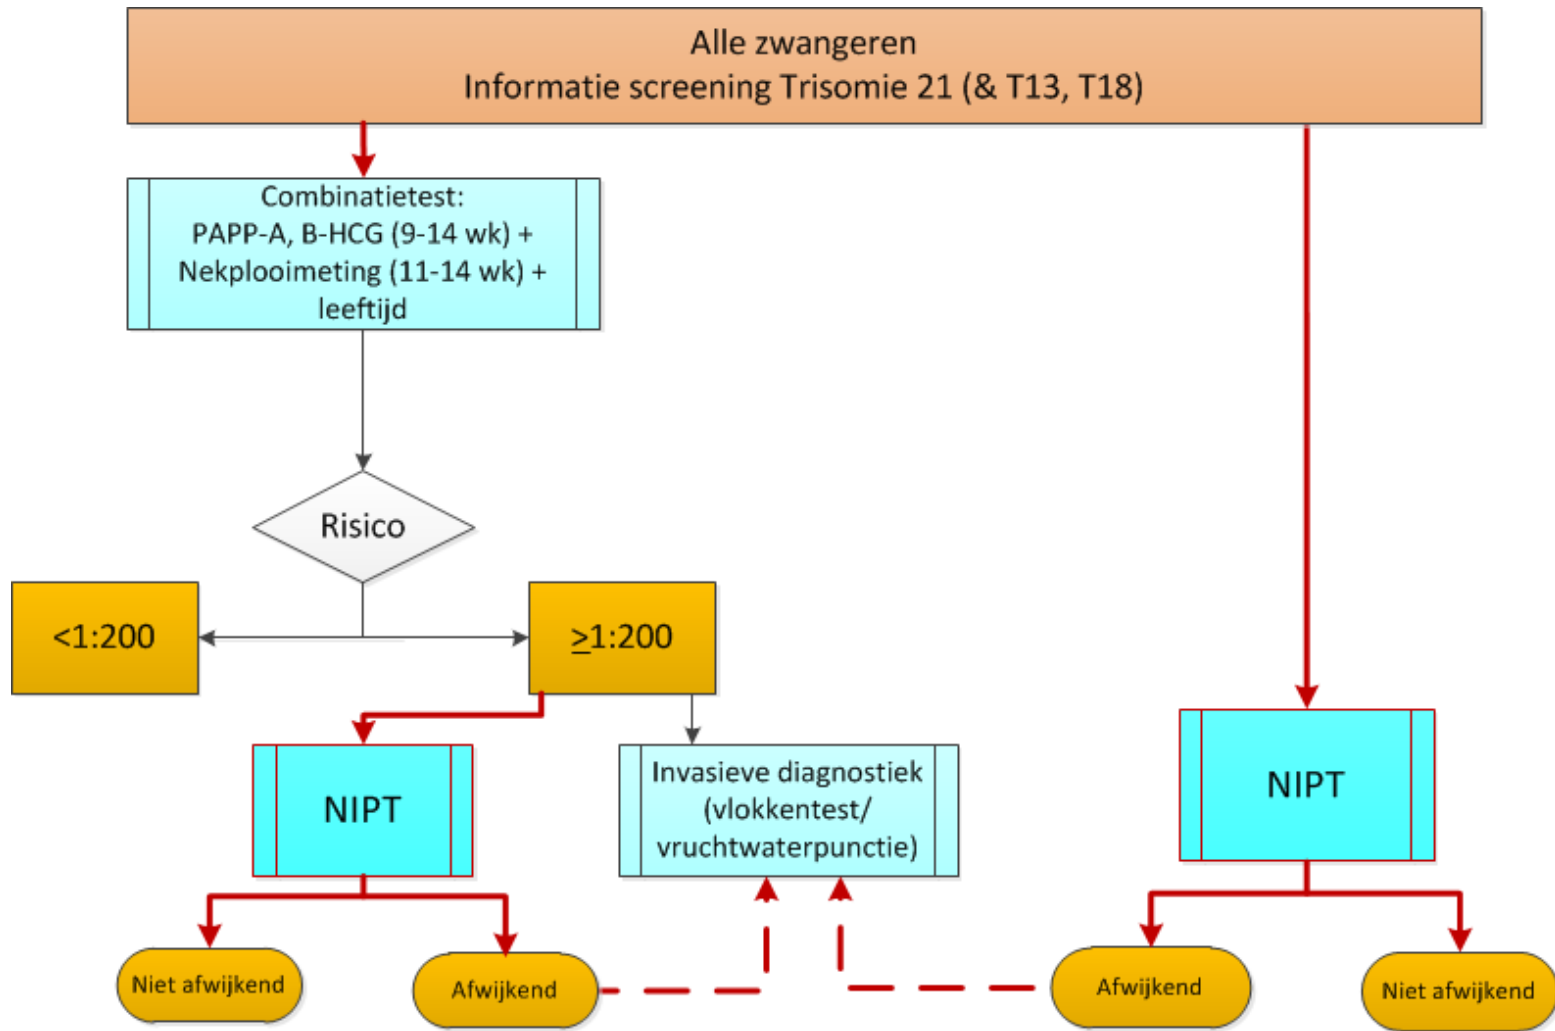 Alle zwangeren
Informatie screening Trisomie 21 (& T13, T18)
Combinatietest:
PAPP-A, B-HCG (9-14 wk) +
Nekplooimeting (11-14 wk) +
leeftijd
Risico
<1:200
≥1:200
NIPT
Invasieve diagnostiek
(vlokkentest/
vruchtwaterpunctie)
NIPT
Niet afwijkend
Afwijkend
Afwijkend
Niet afwijkend